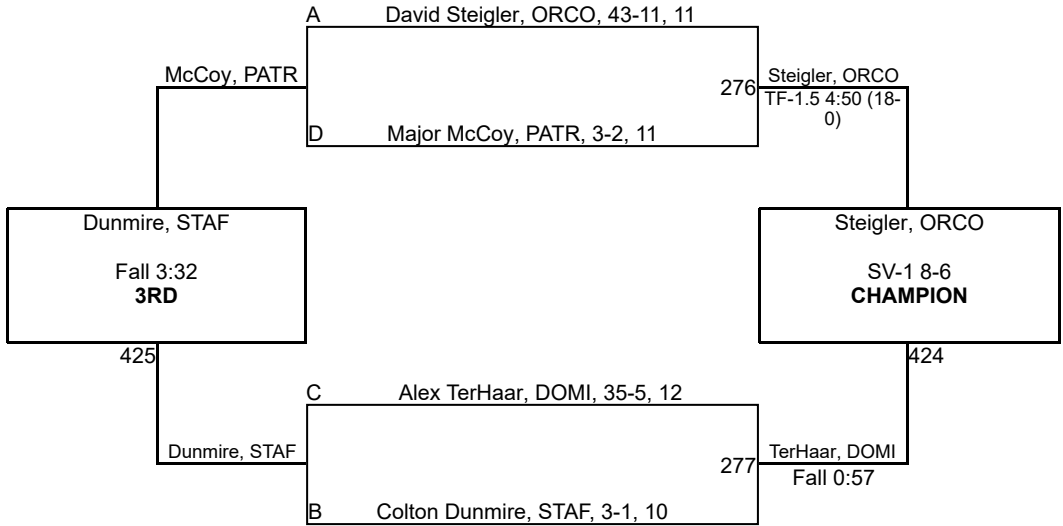 A David Steigler, ORCO, 43-11, 11
McCoy, PATR
276
Steigler, ORCO
TF-1.5 4:50 (18-
0)
D Major McCoy, PATR, 3-2, 11
Dunmire, STAF
Fall 3:32
3RD
425
Steigler, ORCO
SV-1 8-6
CHAMPION
424
C Alex TerHaar, DOMI, 35-5, 12
Dunmire, STAF
277
TerHaar, DOMI
Fall 0:57
B Colton Dunmire, STAF, 3-1, 10